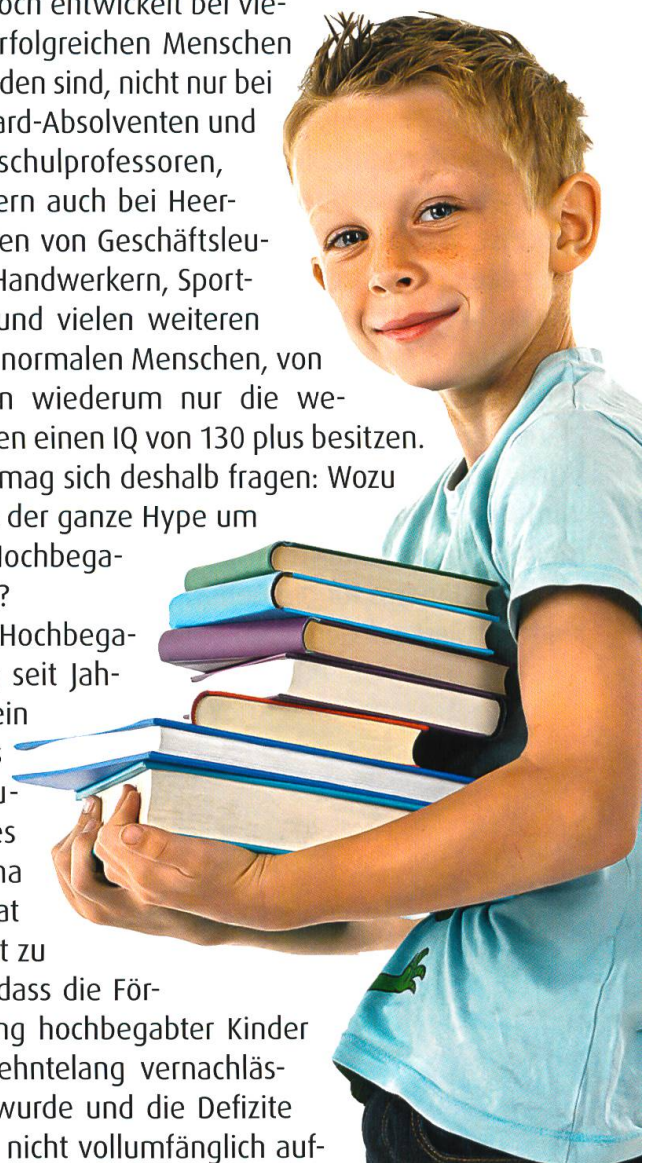 och entwickelt bei vie-
rfolgreichen Menschen
den sind, nicht nur bei
ard-Absolventen und
schulprofessoren,
ern auch bei Heer-
en von Geschäftsleu-
Handwerkern, Sport-
und vielen weiteren
normalen Menschen, von
n wiederum nur die we-
en einen IQ von 130 plus besitzen.
mag sich deshalb fragen: Wozu
der ganze Hype um
Hochbega-
?
Hochbega-
seit Jah-
ein
s
u-
es
ma
at
t zu
dass die För-
ng hochbegabter Kinder
zehntelang vernachläs-
wurde und die Defizite
nicht vollumfänglich auf-